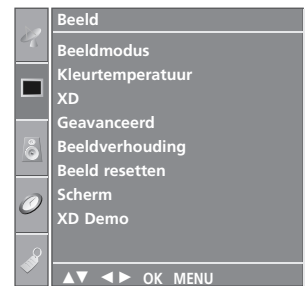 Beeld
Beeldmodus
Kleurtemperatuur
XD
Geavanceerd
Beeldverhouding
Beeld resetten
Scherm
XD Demo
▲▼ ◄► OK MENU